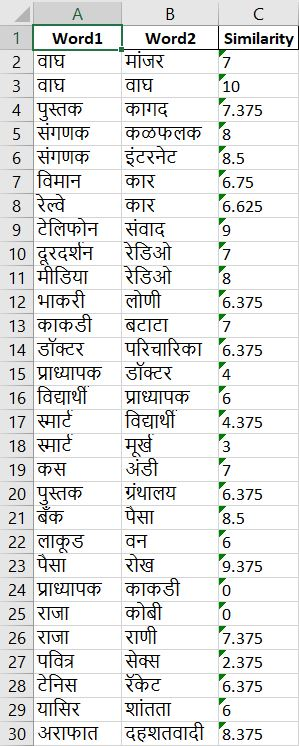 A B C
1 Word1 Word2 Similarity
2 वाघ मांजर 7
3 वाघ वाघ 10
4 पुस्तक कागद 7.375
5 संगणक कळफलक 8
6 संगणक इंटरनेट 8.5
7 विमान कार 6.75
8 रेल्वे कार 6.625
9 टेलिफोन संवाद 9
10 दूरदर्शन रेडिओ 7
11 मीडिया रेडिओ 8
12 भाकरी लोणी 6.375
13 काकडी बटाटा 7
14 डॉक्टर परिचारिका 6.375
15 प्राध्यापक डॉक्टर 4
16 विद्यार्थी प्राध्यापक 6
17 स्मार्ट विद्यार्थी 4.375
18 स्मार्ट मूर्ख 3
19 कस अंडी 7
20 पुस्तक ग्रंथालय 6.375
21 बँक पैसा 8.5
22 लाकूड वन 6
23 पैसा रोख 9.375
24 प्राध्यापक काकडी 0
25 राजा कोबी 0
26 राजा राणी 7.375
27 पवित्र सेक्स 2.375
28 टेनिस रॅकेट 6.375
29 यासिर शांतता 6
30 अराफात दहशतवादी 8.375